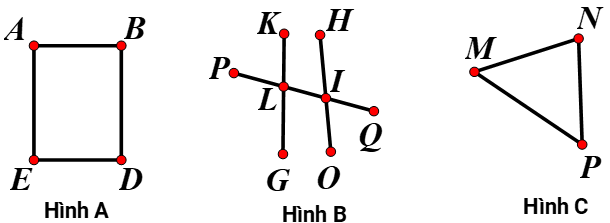 A B
E D
Hình A
K H
P L I Q
G O
Hình B
N
M
P
Hình C